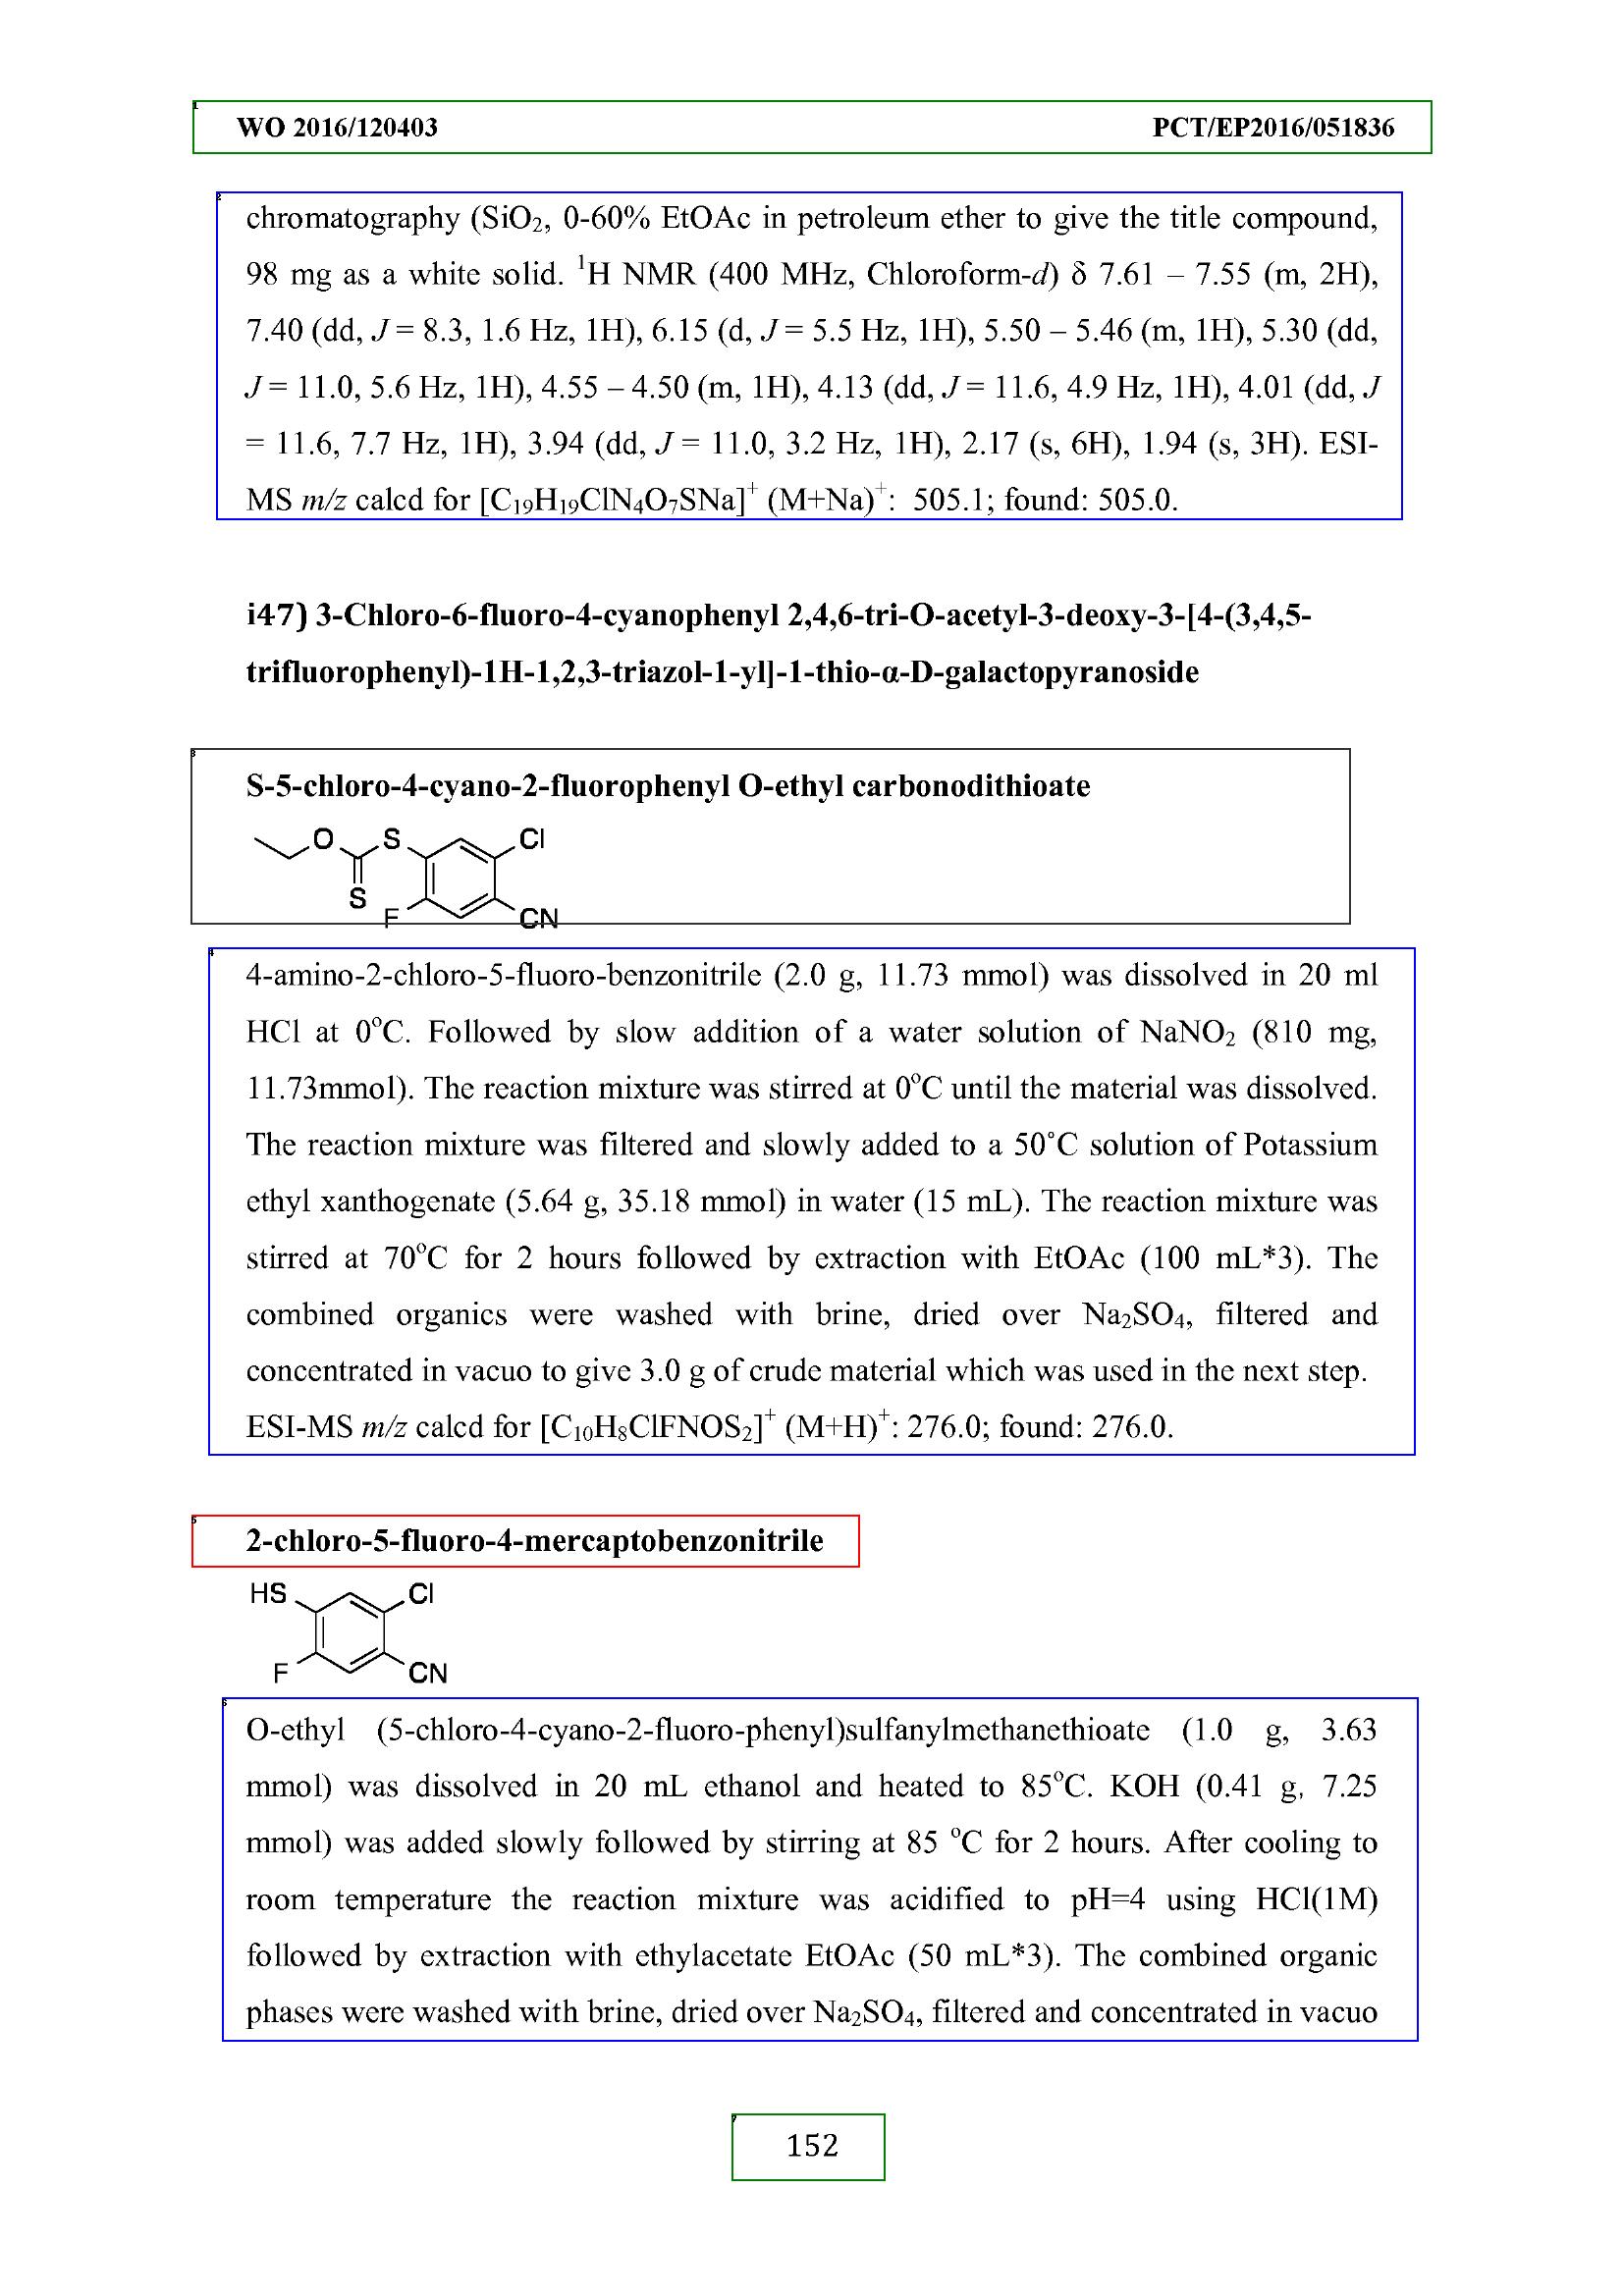 WO 2016/120403 PCT/EP2016/051836
chromatography (SiO₂, 0-60% EtOAc in petroleum ether to give the title compound,
98 mg as a white solid. ¹H NMR (400 MHz, Chloroform-d) δ 7.61 – 7.55 (m, 2H),
7.40 (dd, J = 8.3, 1.6 Hz, 1H), 6.15 (d, J = 5.5 Hz, 1H), 5.50 – 5.46 (m, 1H), 5.30 (dd,
J = 11.0, 5.6 Hz, 1H), 4.55 – 4.50 (m, 1H), 4.13 (dd, J = 11.6, 4.9 Hz, 1H), 4.01 (dd, J
= 11.6, 7.7 Hz, 1H), 3.94 (dd, J = 11.0, 3.2 Hz, 1H), 2.17 (s, 6H), 1.94 (s, 3H). ESI-
MS m/z calcd for [C₁₉H₁₉ClN₄O₇SNa]⁺ (M+Na)⁺: 505.1; found: 505.0.
i47) 3-Chloro-6-fluoro-4-cyanophenyl 2,4,6-tri-O-acetyl-3-deoxy-3-[4-(3,4,5-
trifluorophenyl)-1H-1,2,3-triazol-1-yl]-1-thio-α-D-galactopyranoside
S-5-chloro-4-cyano-2-fluorophenyl O-ethyl carbonodithioate
O S Cl
S F CN
4-amino-2-chloro-5-fluoro-benzonitrile (2.0 g, 11.73 mmol) was dissolved in 20 ml
HCl at 0°C. Followed by slow addition of a water solution of NaNO₂ (810 mg,
11.73mmol). The reaction mixture was stirred at 0°C until the material was dissolved.
The reaction mixture was filtered and slowly added to a 50˚C solution of Potassium
ethyl xanthogenate (5.64 g, 35.18 mmol) in water (15 mL). The reaction mixture was
stirred at 70°C for 2 hours followed by extraction with EtOAc (100 mL*3). The
combined organics were washed with brine, dried over Na₂SO₄, filtered and
concentrated in vacuo to give 3.0 g of crude material which was used in the next step.
ESI-MS m/z calcd for [C₁₀H₈ClFNOS₂]⁺ (M+H)⁺: 276.0; found: 276.0.
2-chloro-5-fluoro-4-mercaptobenzonitrile
HS Cl
F CN
O-ethyl (5-chloro-4-cyano-2-fluoro-phenyl)sulfanylmethanethioate (1.0 g, 3.63
mmol) was dissolved in 20 mL ethanol and heated to 85°C. KOH (0.41 g, 7.25
mmol) was added slowly followed by stirring at 85 °C for 2 hours. After cooling to
room temperature the reaction mixture was acidified to pH=4 using HCl(1M)
followed by extraction with ethylacetate EtOAc (50 mL*3). The combined organic
phases were washed with brine, dried over Na₂SO₄, filtered and concentrated in vacuo
152